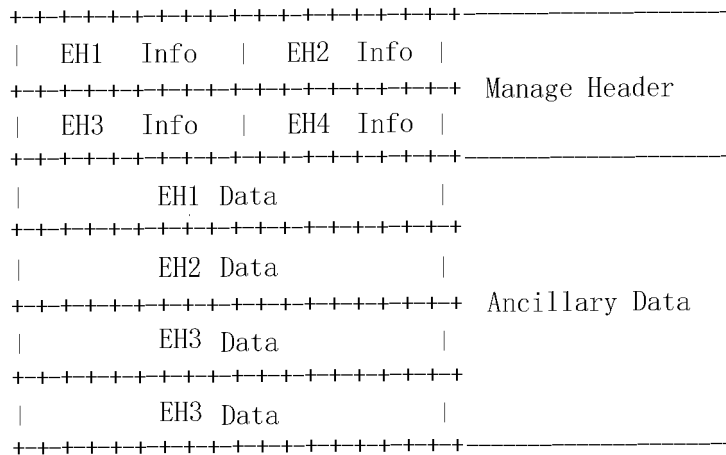 +-+-+-+-+-+-+-+-+-+-+-+-+-+-+-+-+-+-+
| EH1 Info | EH2 Info |
+-+-+-+-+-+-+-+-+-+-+-+-+-+-+-+-+-+-+ Manage Header
| EH3 Info | EH4 Info |
+-+-+-+-+-+-+-+-+-+-+-+-+-+-+-+-+-+-+
| EH1 Data |
+-+-+-+-+-+-+-+-+-+-+-+-+-+-+-+-+-+-+
| EH2 Data |
+-+-+-+-+-+-+-+-+-+-+-+-+-+-+-+-+-+-+ Ancillary Data
| EH3 Data |
+-+-+-+-+-+-+-+-+-+-+-+-+-+-+-+-+-+-+
| EH3 Data |
+-+-+-+-+-+-+-+-+-+-+-+-+-+-+-+-+-+-+